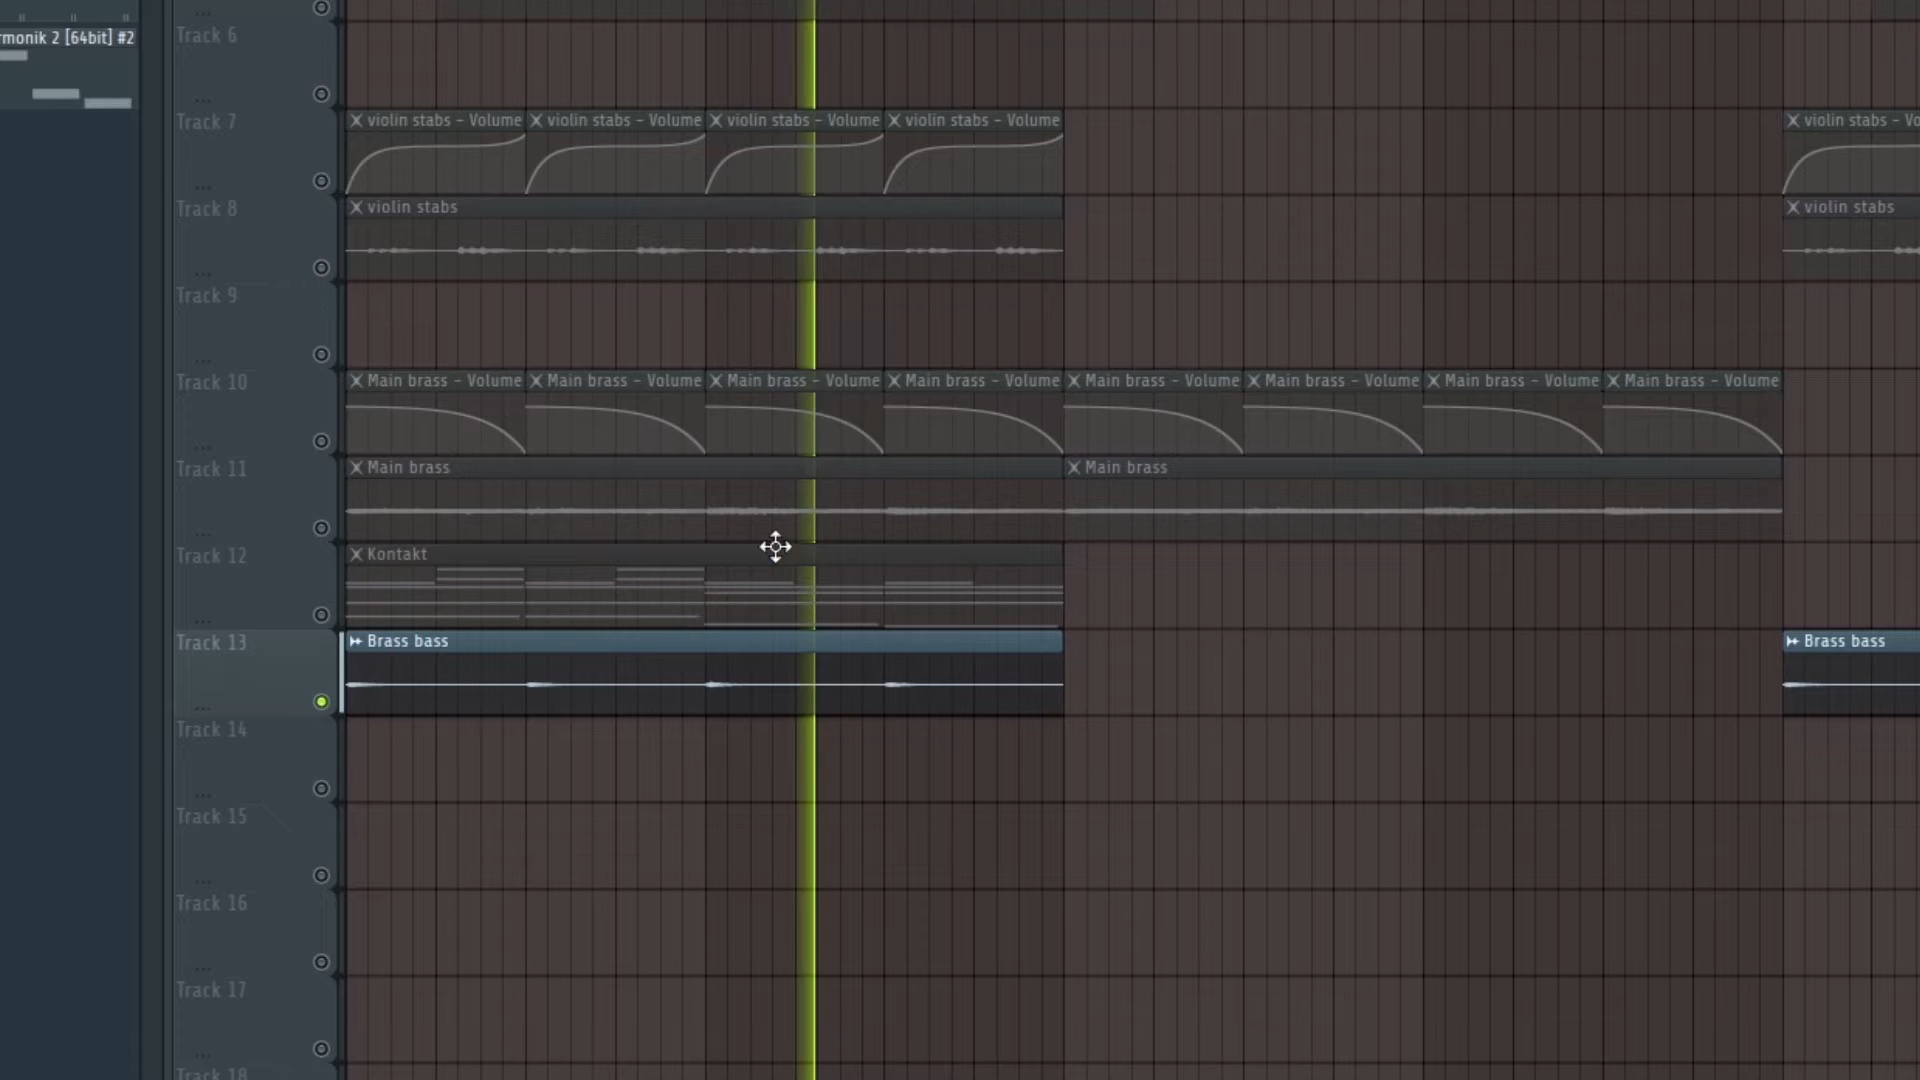 rmonik 2 [64bit] #2
Track 6
Track 7
violin stabs - Volume
violin stabs - Volume
violin stabs - Volume
violin stabs - Volume
violin stabs - Vo
Track 8
violin stabs
violin stabs
Track 9
Track 10
Main brass - Volume
Main brass - Volume
Main brass - Volume
Main brass - Volume
Main brass - Volume
Main brass - Volume
Main brass - Volume
Main brass - Volume
Track 11
Main brass
Main brass
Track 12
Kontakt
Track 13
Brass bass
Brass bass
Track 14
Track 15
Track 16
Track 17
Track 18